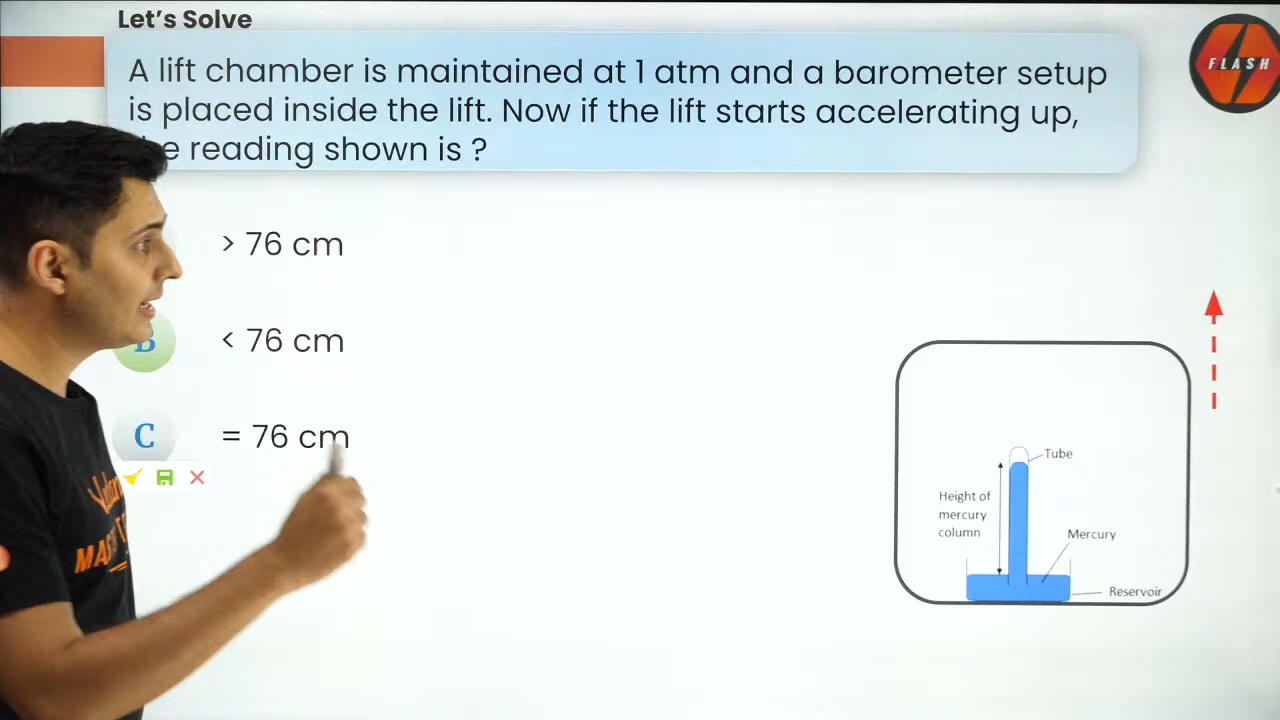 Let's Solve
FLASH
A lift chamber is maintained at 1 atm and a barometer setup
is placed inside the lift. Now if the lift starts accelerating up,
reading shown is ?
> 76 cm
B < 76 cm
C = 76 cm
Tube
Height of
mercury
column
Mercury
Reservoir